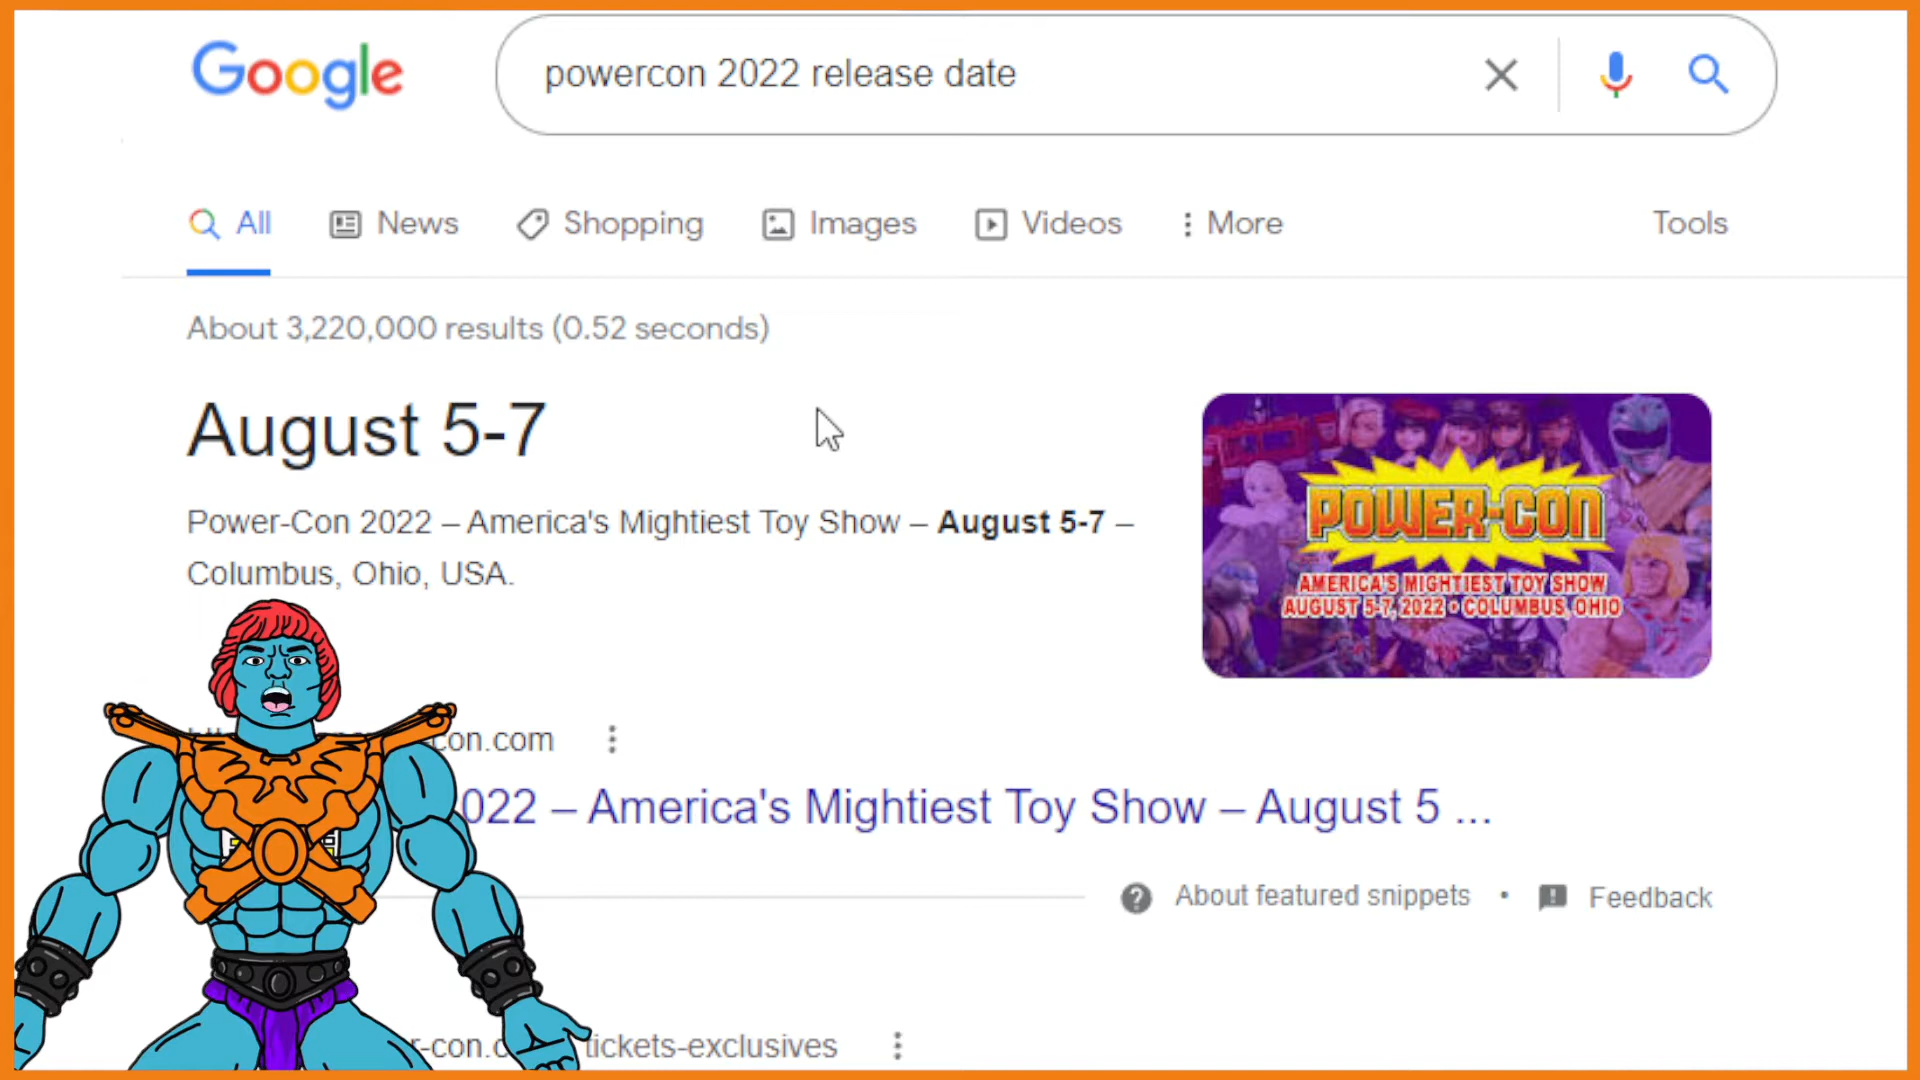 Google
powercon 2022 release date
All
News
Shopping
Images
Videos
More
Tools
About 3,220,000 results (0.52 seconds)
August 5-7
Power-Con 2022 – America's Mightiest Toy Show – August 5-7 –
Columbus, Ohio, USA.
POWER-CON
AMERICA'S MIGHTIEST TOY SHOW
AUGUST 5-7, 2022 • COLUMBUS, OHIO
con.com
022 – America's Mightiest Toy Show – August 5 ...
About featured snippets •
Feedback
r-con.c
tickets-exclusives